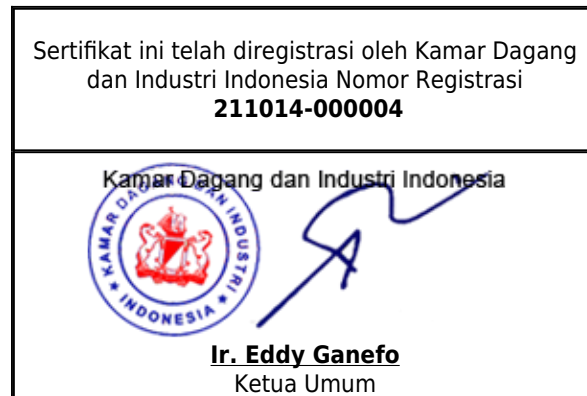 Sertifikat ini telah diregistrasi oleh Kamar Dagang
dan Industri Indonesia Nomor Registrasi
211014-000004
Kamar Dagang dan Industri Indonesia
KAMAR DAGANG DAN INDUSTRI
INDONESIA
Ir. Eddy Ganefo
Ketua Umum